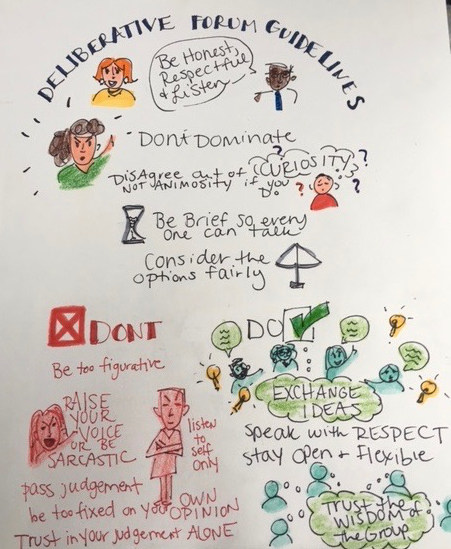 DELIBERATIVE FORUM GUIDELINES
Be Honest,
Respectful
& Listen
Dont Dominate
DISAgree out of CURIOSITY
NOT ANIMOSITY if you
DO
Be Brief so every
one can talk
Consider the
options fairly
DONT
Be too figurative
RAISE
YOUR
VOICE
OR BE
SARCASTIC
listen
to
self
only
pass judgement
be too fixed on your OWN
OPINION
Trust in your judgement ALONE
DO
EXCHANGE
IDEAS
speak with RESPECT
stay open + flexible
Trust the
WISDOM of
the Group